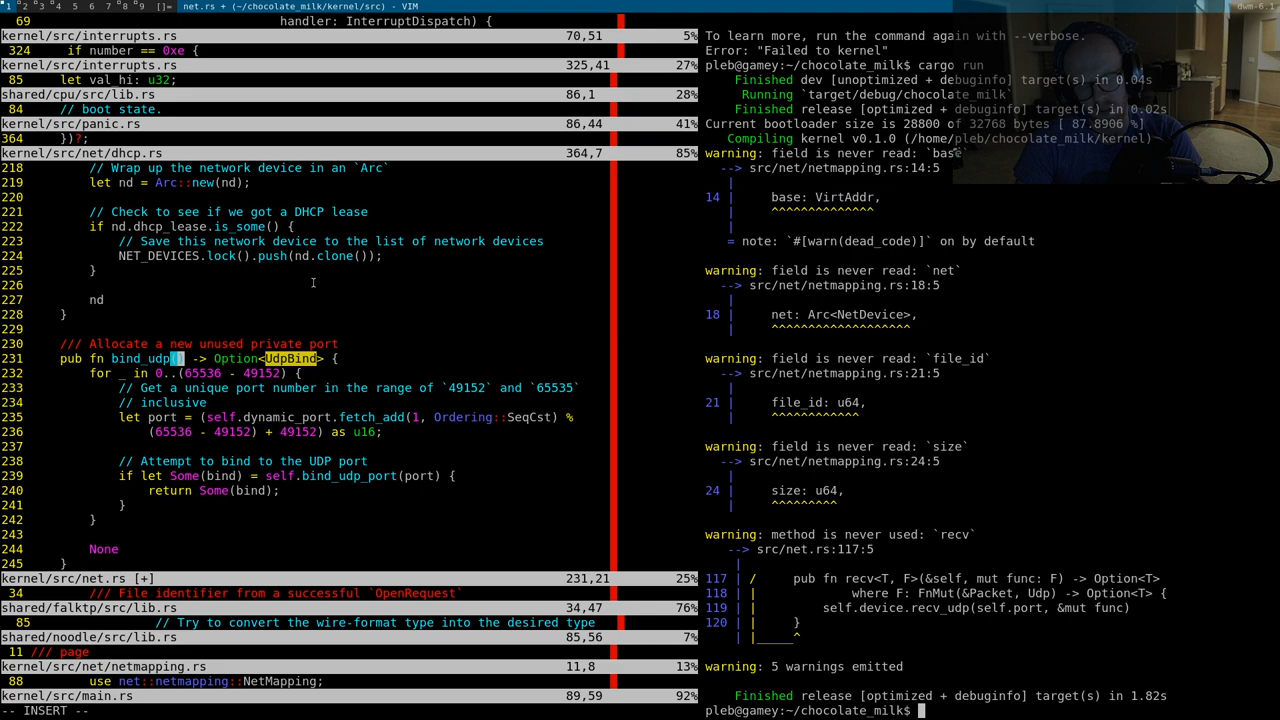 1 2 3 4 5 6 7 8 9 []= net.rs + (~/chocolate_milk/kernel/src) - VIM dwm-6.1
69 handler: InterruptDispatch) {
kernel/src/interrupts.rs 70,51 5%
324 if number == 0xe {
kernel/src/interrupts.rs 325,41 27%
85 let val_hi: u32;
shared/cpu/src/lib.rs 86,1 28%
84 // boot state.
kernel/src/panic.rs 86,44 41%
364 })?;
kernel/src/net/dhcp.rs 364,7 85%
218 // Wrap up the network device in an `Arc`
219 let nd = Arc::new(nd);
220
221 // Check to see if we got a DHCP lease
222 if nd.dhcp_lease.is_some() {
223 // Save this network device to the list of network devices
224 NET_DEVICES.lock().push(nd.clone());
225 }
226
227 nd
228 }
229
230 /// Allocate a new unused private port
231 pub fn bind_udp() -> Option<UdpBind> {
232 for _ in 0..(65536 - 49152) {
233 // Get a unique port number in the range of `49152` and `65535`
234 // inclusive
235 let port = (self.dynamic_port.fetch_add(1, Ordering::SeqCst) %
236 (65536 - 49152) + 49152) as u16;
237
238 // Attempt to bind to the UDP port
239 if let Some(bind) = self.bind_udp_port(port) {
240 return Some(bind);
241 }
242 }
243
244 None
245 }
kernel/src/net.rs [+] 231,21 25%
34 /// File identifier from a successful `OpenRequest`
shared/falktp/src/lib.rs 34,47 76%
85 // Try to convert the wire-format type into the desired type
shared/noodle/src/lib.rs 85,56 7%
11 /// page
kernel/src/net/netmapping.rs 11,8 13%
88 use net::netmapping::NetMapping;
kernel/src/main.rs 89,59 92%
-- INSERT --
To learn more, run the command again with --verbose.
Error: "Failed to kernel"
pleb@gamey:~/chocolate_milk$ cargo run
Finished dev [unoptimized + debuginfo] target(s) in 0.04s
Running `target/debug/chocolate_milk`
Finished release [optimized + debuginfo] target(s) in 0.02s
Current bootloader size is 28800 of 32768 bytes [ 87.8906 %]
Compiling kernel v0.1.0 (/home/pleb/chocolate_milk/kernel)
warning: field is never read: `base`
--> src/net/netmapping.rs:14:5
|
14 | base: VirtAddr,
| ^^^^^^^^^^^^^^
|
= note: `#[warn(dead_code)]` on by default
warning: field is never read: `net`
--> src/net/netmapping.rs:18:5
|
18 | net: Arc<NetDevice>,
| ^^^^^^^^^^^^^^^^^^^
warning: field is never read: `file_id`
--> src/net/netmapping.rs:21:5
|
21 | file_id: u64,
| ^^^^^^^^^^^^
warning: field is never read: `size`
--> src/net/netmapping.rs:24:5
|
24 | size: u64,
| ^^^^^^^^^
warning: method is never used: `recv`
--> src/net.rs:117:5
|
117 | / pub fn recv<T, F>(&self, mut func: F) -> Option<T>
118 | | where F: FnMut(&Packet, Udp) -> Option<T> {
119 | | self.device.recv_udp(self.port, &mut func)
120 | | }
| |_____^
warning: 5 warnings emitted
Finished release [optimized + debuginfo] target(s) in 1.82s
pleb@gamey:~/chocolate_milk$